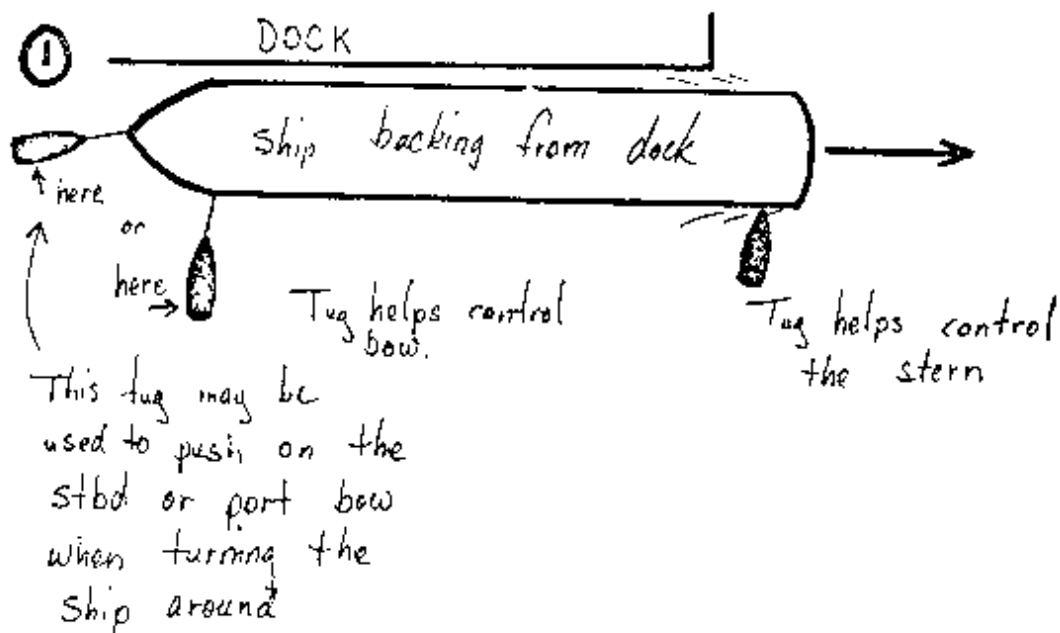 1
DOCK
ship backing from dock
here
or
here
Tug helps control
bow.
Tug helps control
the stern
This tug may be
used to push on the
stbd or port bow
when turning the
ship around